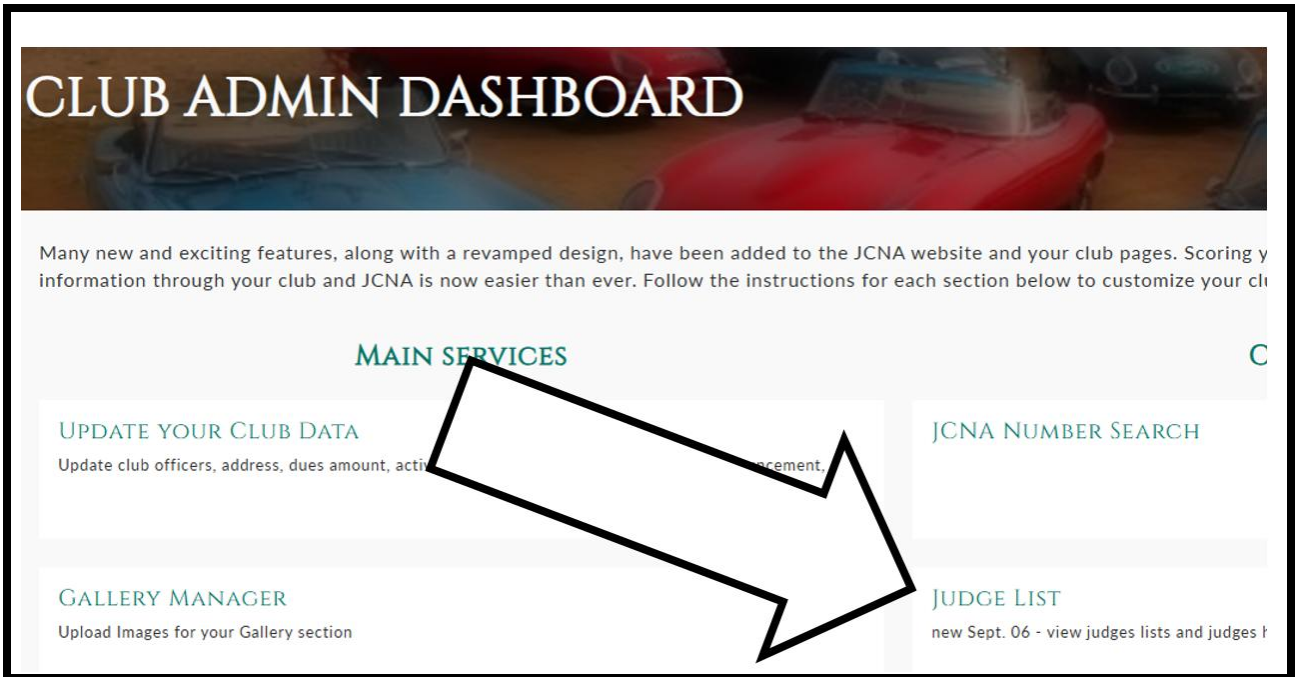 CLUB ADMIN DASHBOARD
Many new and exciting features, along with a revamped design, have been added to the JCNA website and your club pages. Scoring
information through your club and JCNA is now easier than ever. Follow the instructions for each section below to customize your
MAIN SERVICES
UPDATE YOUR CLUB DATA
Update club officers, address, dues amount,
JCNA NUMBER SEARCH
GALLERY MANAGER
Upload Images for your Gallery section
JUDGE LIST
new Sept. 06 - view judges lists and judges